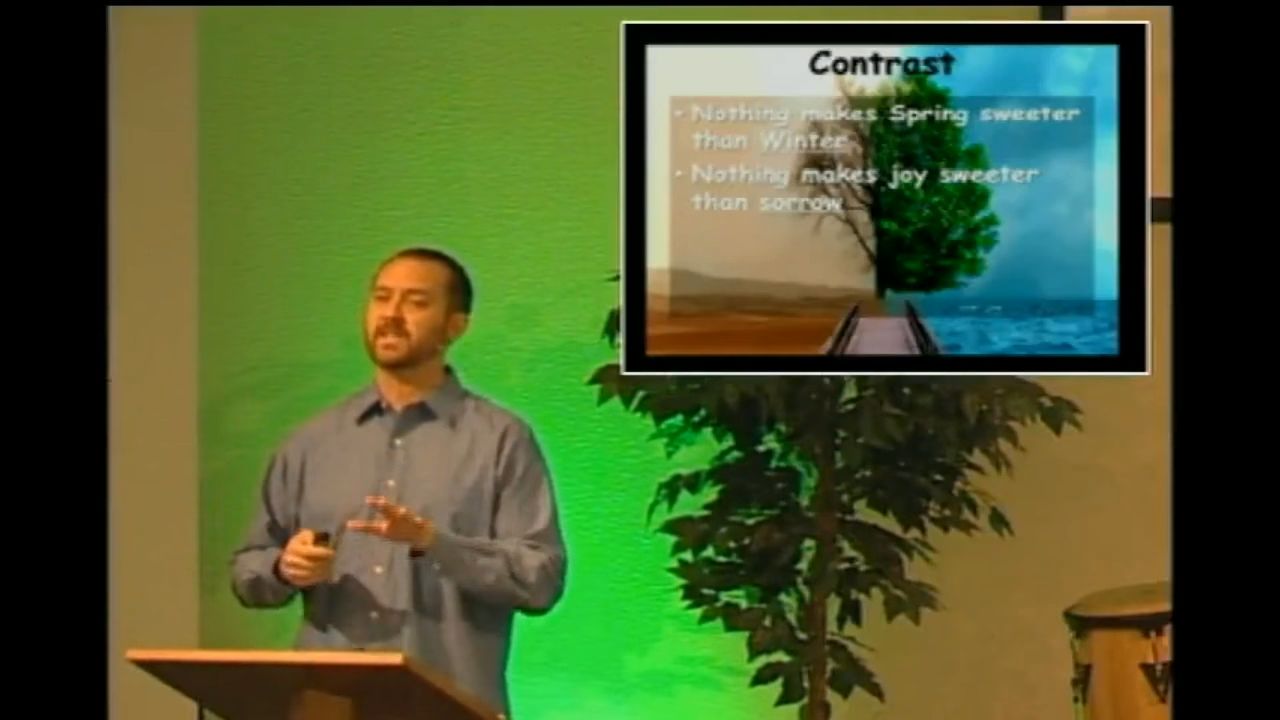 Contrast
• Nothing makes Spring sweeter
than Winter
• Nothing makes joy sweeter
than sorrow